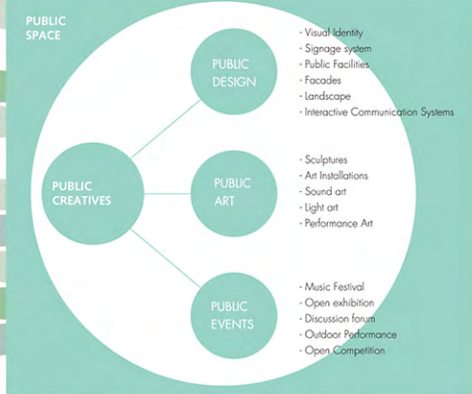 PUBLIC
SPACE
PUBLIC
CREATIVES
PUBLIC
DESIGN
- Visual Identity
- Signage system
- Public Facilities
- Facades
- Landscape
- Interactive Communication Systems
PUBLIC
ART
- Sculptures
- Art Installations
- Sound art
- Light art
- Performance Art
PUBLIC
EVENTS
- Music Festival
- Open exhibition
- Discussion forum
- Outdoor Performance
- Open Competition